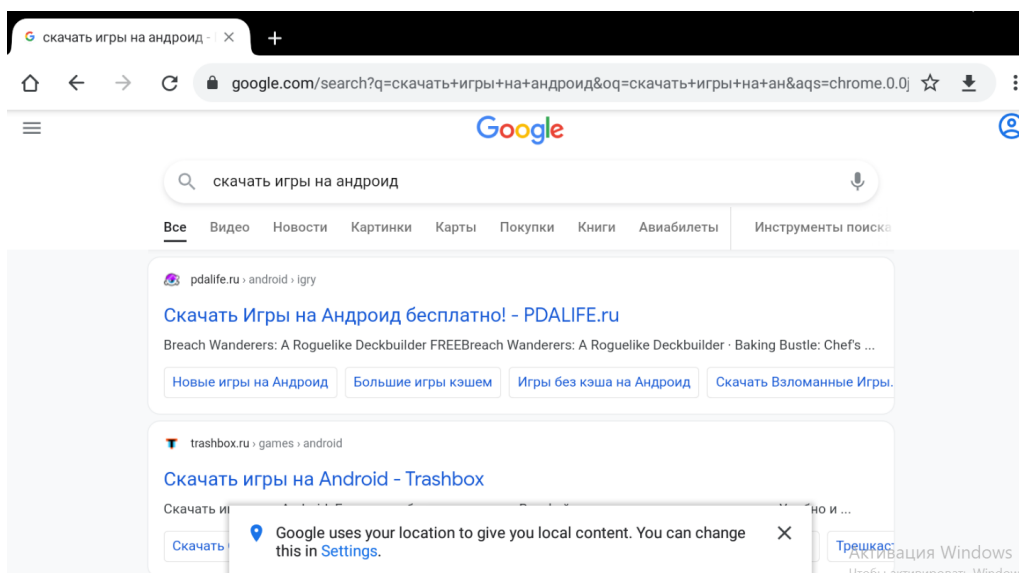 скачать игры на андроид -
google.com/search?q=скачать+игры+на+андроид&oq=скачать+игры+на+ан&aqs=chrome.0.0j
Google
скачать игры на андроид
Все Видео Новости Картинки Карты Покупки Книги Авиабилеты Инструменты поиска
pdalife.ru › android › igry
Скачать Игры на Андроид бесплатно! - PDALIFE.ru
Breach Wanderers: A Roguelike Deckbuilder FREEBreach Wanderers: A Roguelike Deckbuilder · Baking Bustle: Chef's ...
Новые игры на Андроид Большие игры кэшем Игры без кэша на Андроид Скачать Взломанные Игры.
trashbox.ru › games › android
Скачать игры на Android - Trashbox
Скачать и ...
Google uses your location to give you local content. You can change
this in Settings.
Скачать
Активация Windows